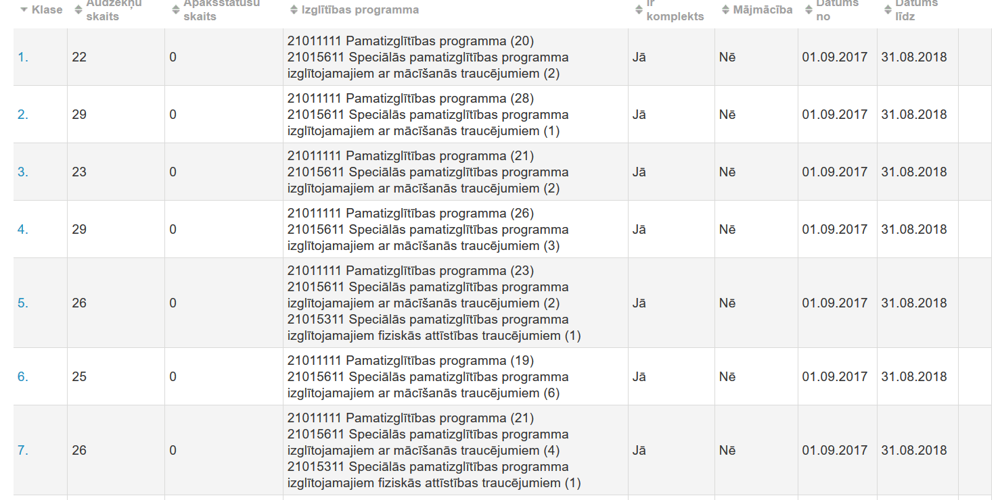 Klase Audzēkņu skaits Apakšstatusu skaits Izglītības programma Ir komplekts Mājmācība Datums no Datums līdz
21011111 Pamatizglītības programma (20)
1. 22 0 21015611 Speciālās pamatizglītības programma Jā Nē 01.09.2017 31.08.2018
izglītojamajiem ar mācīšanās traucējumiem (2)
21011111 Pamatizglītības programma (28)
2. 29 0 21015611 Speciālās pamatizglītības programma Jā Nē 01.09.2017 31.08.2018
izglītojamajiem ar mācīšanās traucējumiem (1)
21011111 Pamatizglītības programma (21)
3. 23 0 21015611 Speciālās pamatizglītības programma Jā Nē 01.09.2017 31.08.2018
izglītojamajiem ar mācīšanās traucējumiem (2)
21011111 Pamatizglītības programma (26)
4. 29 0 21015611 Speciālās pamatizglītības programma Jā Nē 01.09.2017 31.08.2018
izglītojamajiem ar mācīšanās traucējumiem (3)
21011111 Pamatizglītības programma (23)
21015611 Speciālās pamatizglītības programma
5. 26 0 izglītojamajiem ar mācīšanās traucējumiem (2) Jā Nē 01.09.2017 31.08.2018
21015311 Speciālās pamatizglītības programma
izglītojamajiem fiziskās attīstības traucējumiem (1)
21011111 Pamatizglītības programma (19)
6. 25 0 21015611 Speciālās pamatizglītības programma Jā Nē 01.09.2017 31.08.2018
izglītojamajiem ar mācīšanās traucējumiem (6)
21011111 Pamatizglītības programma (21)
21015611 Speciālās pamatizglītības programma
7. 26 0 izglītojamajiem ar mācīšanās traucējumiem (4) Jā Nē 01.09.2017 31.08.2018
21015311 Speciālās pamatizglītības programma
izglītojamajiem fiziskās attīstības traucējumiem (1)